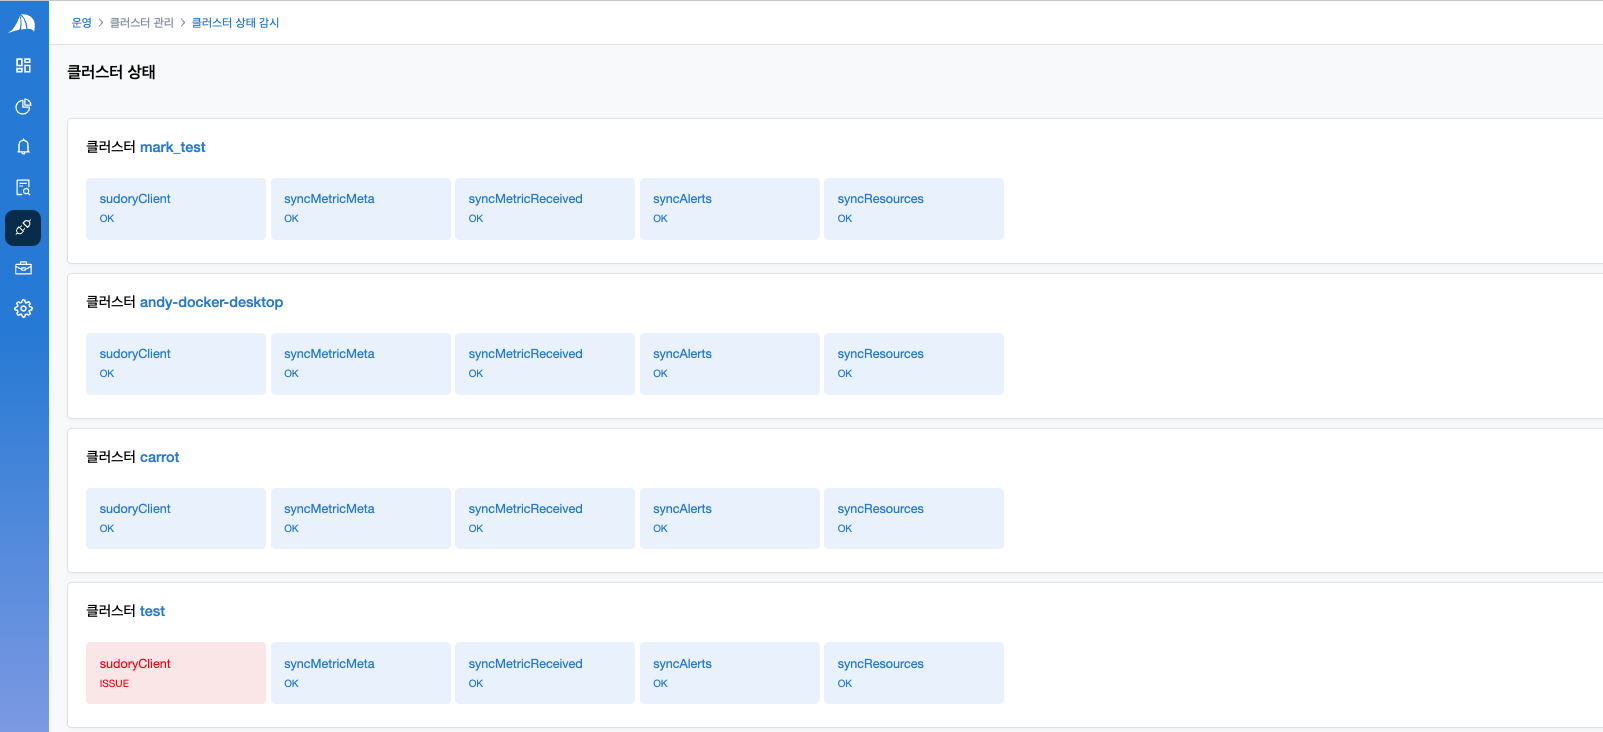 운영 > 클러스터 관리 > 클러스터 상태 감시
클러스터 상태
클러스터 mark_test
sudoryClient syncMetricMeta syncMetricReceived syncAlerts syncResources
OK OK OK OK OK
클러스터 andy-docker-desktop
sudoryClient syncMetricMeta syncMetricReceived syncAlerts syncResources
OK OK OK OK OK
클러스터 carrot
sudoryClient syncMetricMeta syncMetricReceived syncAlerts syncResources
OK OK OK OK OK
클러스터 test
sudoryClient syncMetricMeta syncMetricReceived syncAlerts syncResources
ISSUE OK OK OK OK